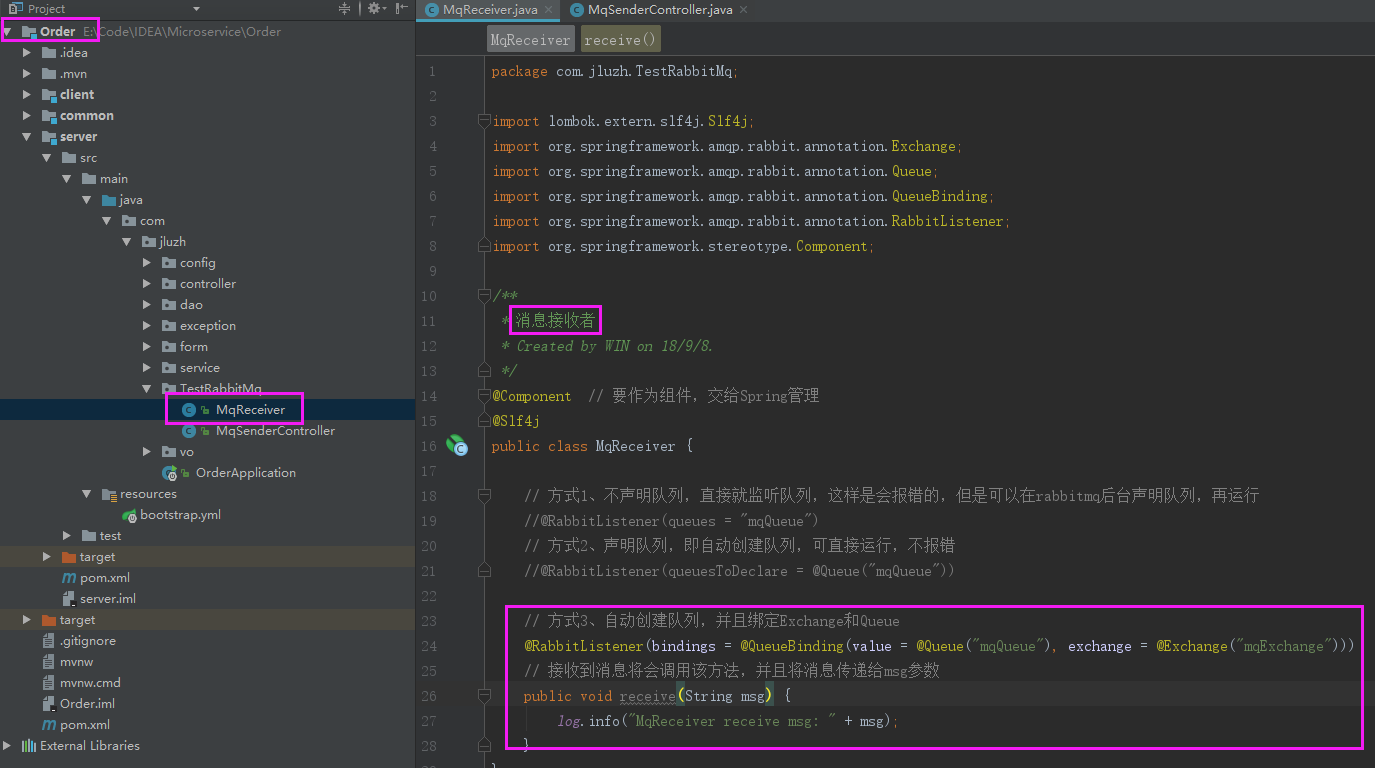 Project
Order E:\Code\IDEA\Microservice\Order
.idea
.mvn
client
common
server
src
main
java
com
jluzh
config
controller
dao
exception
form
service
TestRabbitMq
MqReceiver
MqSenderController
vo
OrderApplication
resources
bootstrap.yml
test
target
pom.xml
server.iml
target
.gitignore
mvnw
mvnw.cmd
Order.iml
pom.xml
External Libraries
MqReceiver.java × MqSenderController.java ×
MqReceiver receive()
1 package com.jluzh.TestRabbitMq;
2
3 import lombok.extern.slf4j.Slf4j;
4 import org.springframework.amqp.rabbit.annotation.Exchange;
5 import org.springframework.amqp.rabbit.annotation.Queue;
6 import org.springframework.amqp.rabbit.annotation.QueueBinding;
7 import org.springframework.amqp.rabbit.annotation.RabbitListener;
8 import org.springframework.stereotype.Component;
9
10 /**
11 * 消息接收者
12 * Created by WIN on 18/9/8.
13 */
14 @Component // 要作为组件，交给Spring管理
15 @Slf4j
16 public class MqReceiver {
17
18 // 方式1、不声明队列，直接就监听队列，这样是会报错的，但是可以在rabbitmq后台声明队列，再运行
19 //@RabbitListener(queues = "mqQueue")
20 // 方式2、声明队列，即自动创建队列，可直接运行，不报错
21 //@RabbitListener(queuesToDeclare = @Queue("mqQueue"))
22
23 // 方式3、自动创建队列，并且绑定Exchange和Queue
24 @RabbitListener(bindings = @QueueBinding(value = @Queue("mqQueue"), exchange = @Exchange("mqExchange")))
25 // 接收到消息将会调用该方法，并且将消息传递给msg参数
26 public void receive(String msg) {
27 log.info("MqReceiver receive msg: " + msg);
28 }